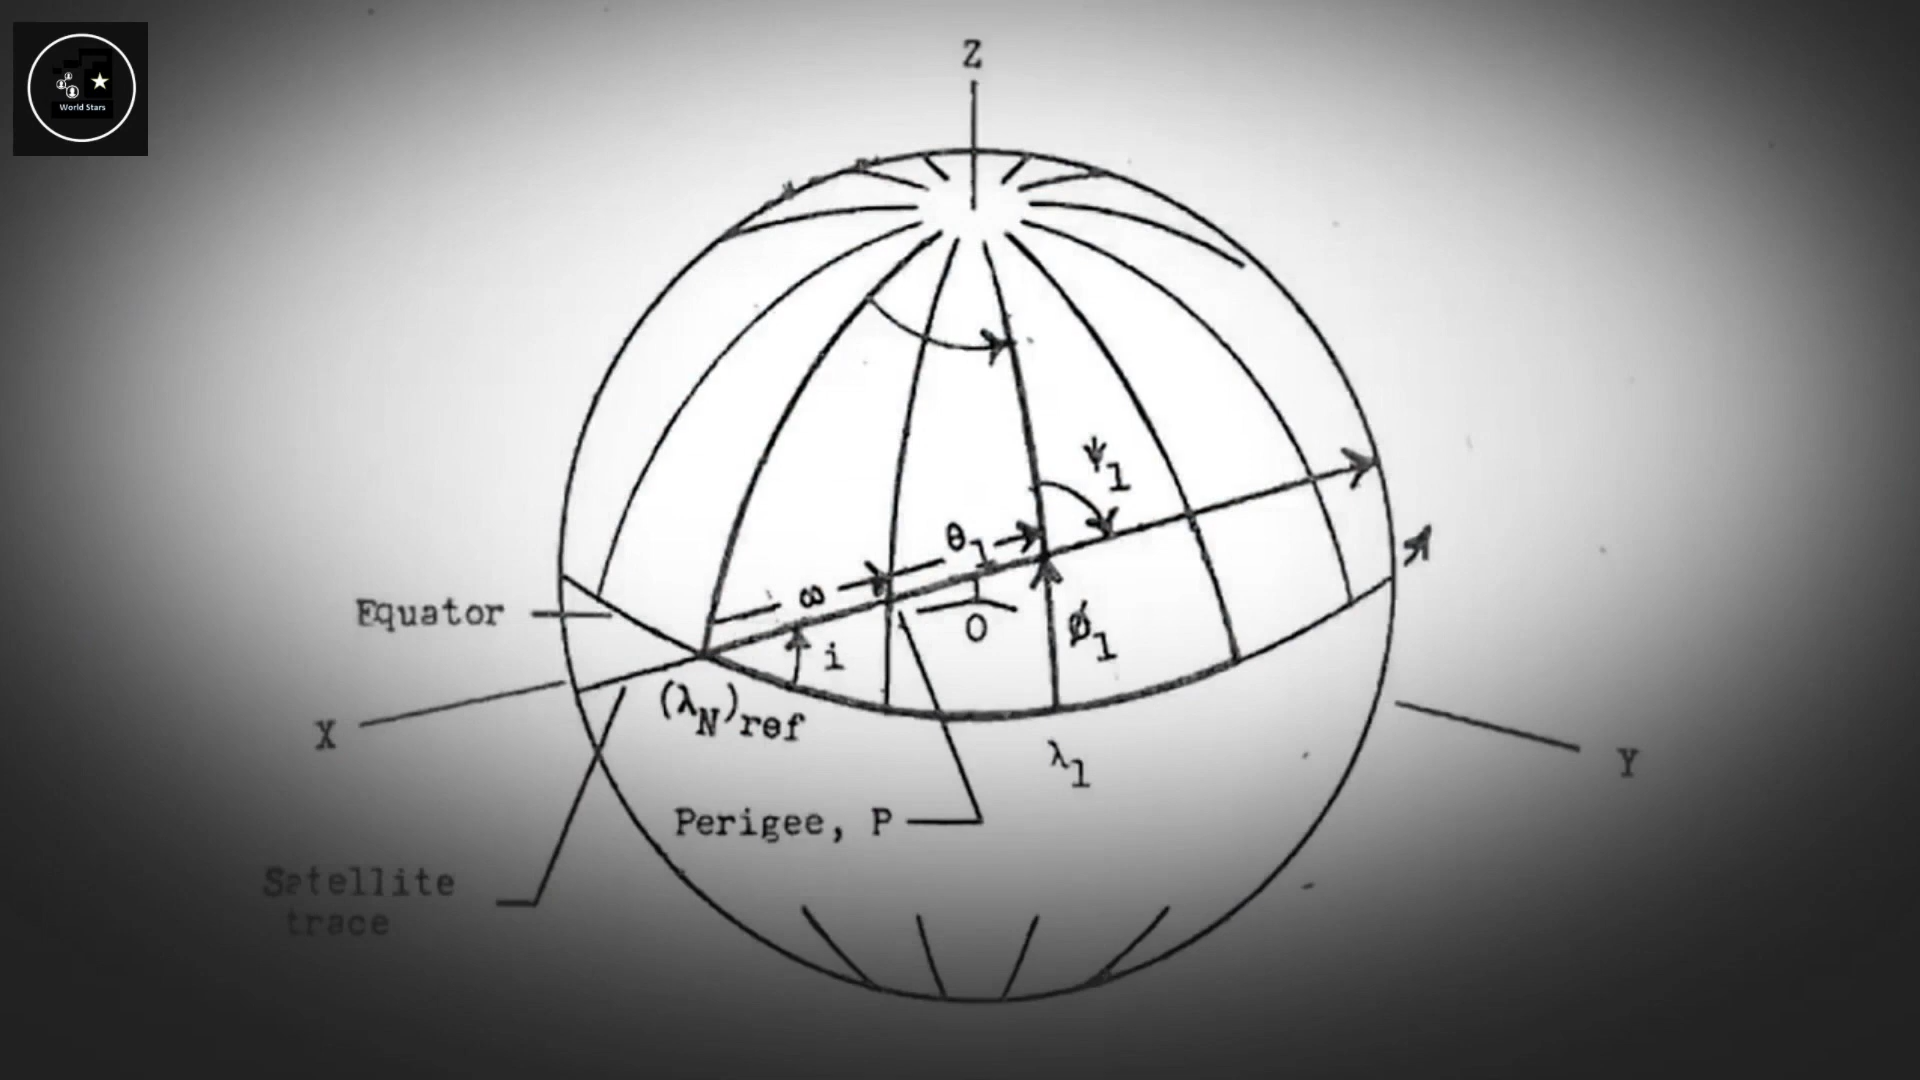 World Stars
Z
ψ1
θ1
ω
Equator
i
O
ϕ1
(λN)ref
X
λ1
Y
Perigee, P
Satellite
trace